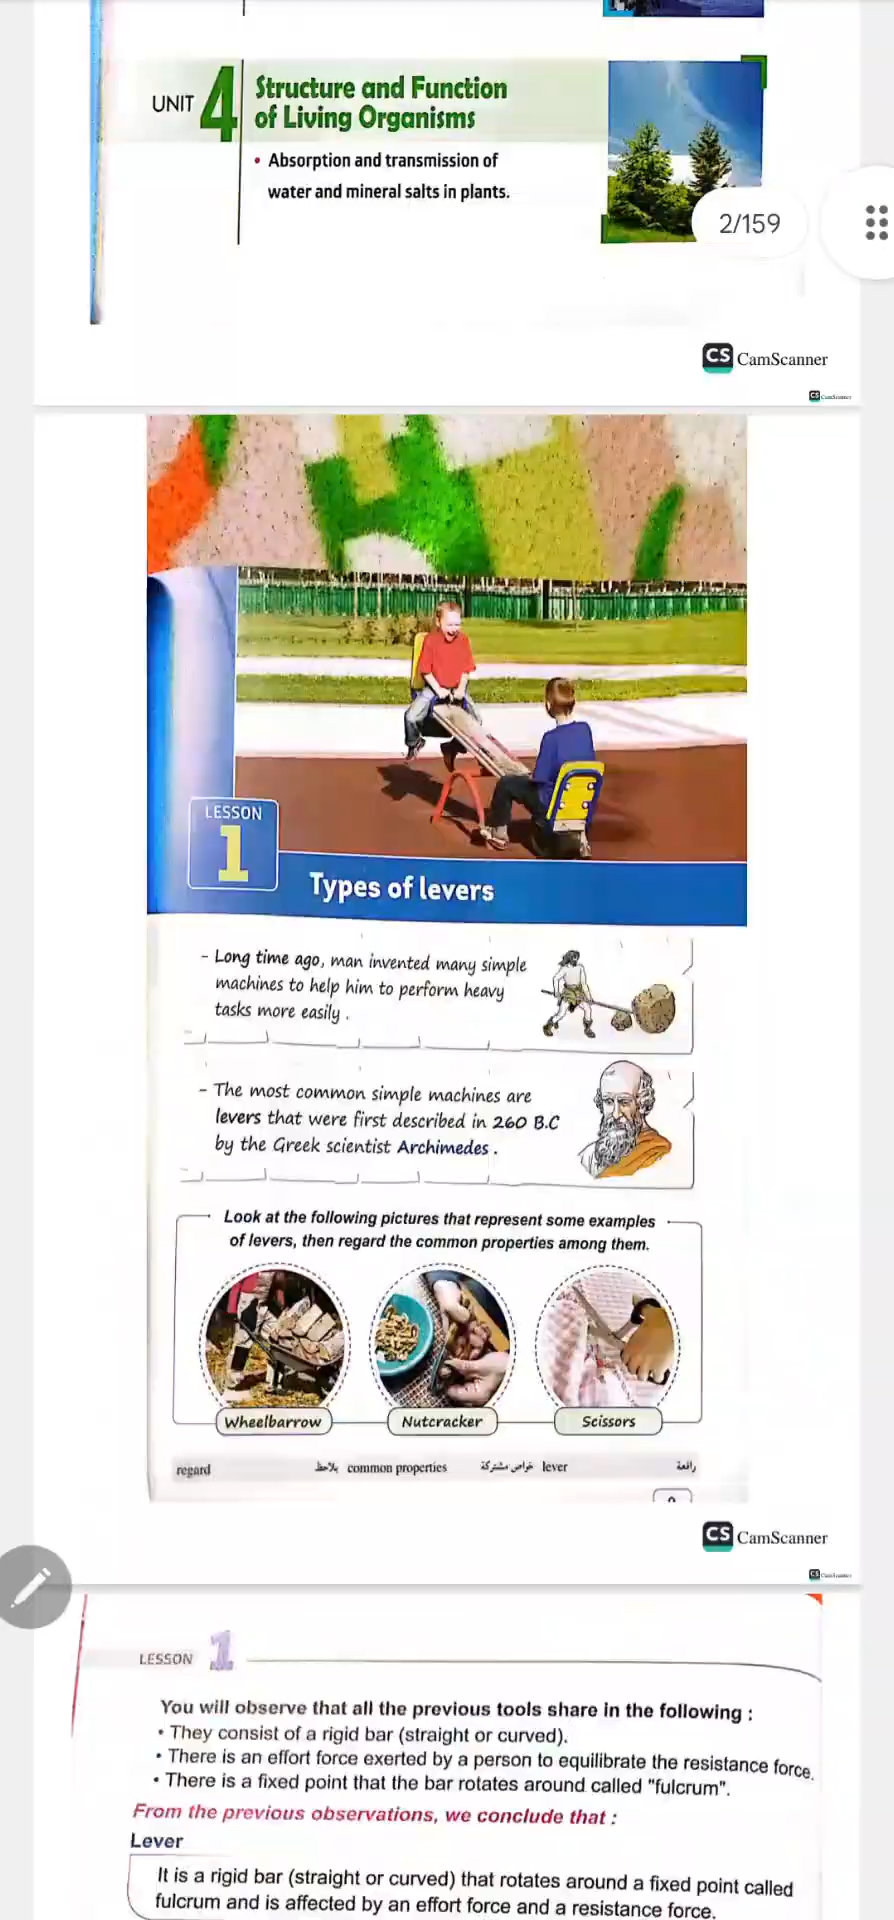 UNIT 4
Structure and Function
of Living Organisms
• Absorption and transmission of
water and mineral salts in plants.
2/159
CS CamScanner
CS CamScanner
LESSON
1
Types of levers
- Long time ago, man invented many simple
machines to help him to perform heavy
tasks more easily .
- The most common simple machines are
levers that were first described in 260 B.C
by the Greek scientist Archimedes .
Look at the following pictures that represent some examples
of levers, then regard the common properties among them.
Wheelbarrow
Nutcracker
Scissors
regard يلاحظ common properties خواص مشتركة lever رافعة
CS CamScanner
CS CamScanner
LESSON 1
You will observe that all the previous tools share in the following :
• They consist of a rigid bar (straight or curved).
• There is an effort force exerted by a person to equilibrate the resistance force.
• There is a fixed point that the bar rotates around called "fulcrum".
From the previous observations, we conclude that :
Lever
It is a rigid bar (straight or curved) that rotates around a fixed point called
fulcrum and is affected by an effort force and a resistance force.